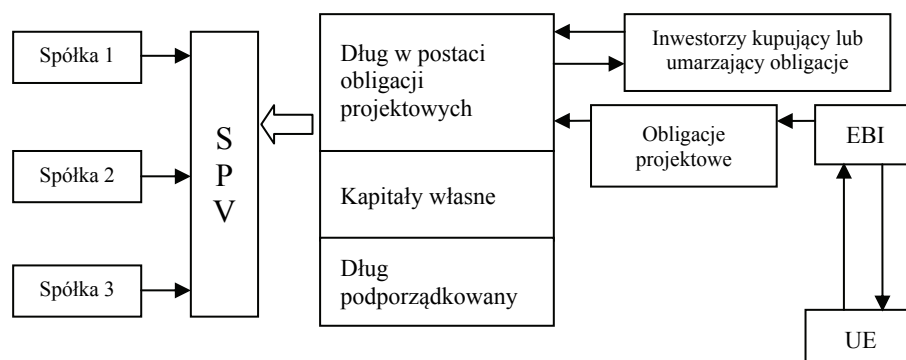 Spółka 1
Spółka 2
Spółka 3
S
P
V
Dług w postaci
obligacji
projektowych
Kapitały własne
Dług
podporządkowany
Inwestorzy kupujący lub
umarzający obligacje
Obligacje
projektowe
EBI
UE